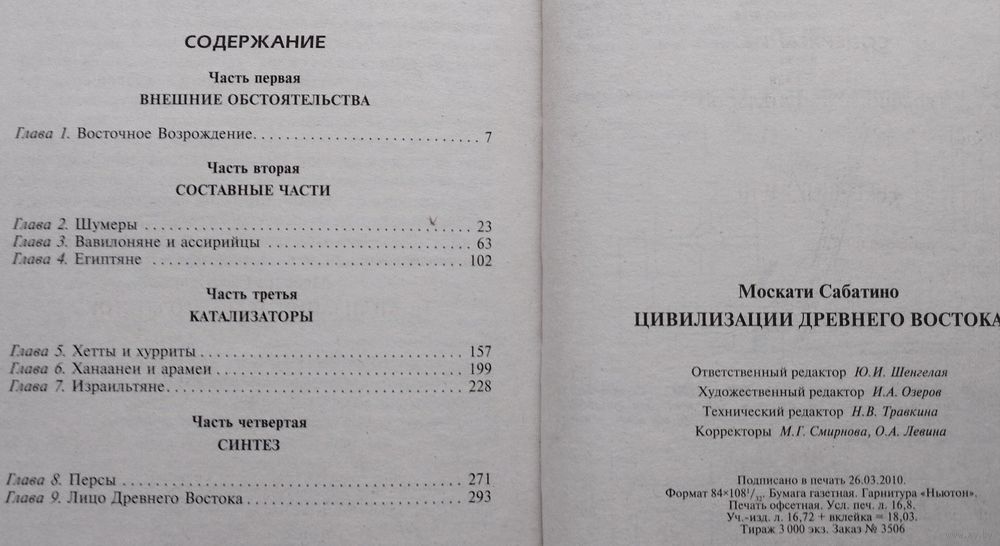 СОДЕРЖАНИЕ
Часть первая
ВНЕШНИЕ ОБСТОЯТЕЛЬСТВА
Глава 1. Восточное Возрождение. . . . . . . . . . . . . . . . . . . . . . . . . . . 7
Часть вторая
СОСТАВНЫЕ ЧАСТИ
Глава 2. Шумеры . . . . . . . . . . . . . . . . . . . . . . . . . . . . . . . . . . . . . 23
Глава 3. Вавилоняне и ассирийцы . . . . . . . . . . . . . . . . . . . . . . . . 63
Глава 4. Египтяне . . . . . . . . . . . . . . . . . . . . . . . . . . . . . . . . . . . 102
Часть третья
КАТАЛИЗАТОРЫ
Глава 5. Хетты и хурриты . . . . . . . . . . . . . . . . . . . . . . . . . . . . . 157
Глава 6. Ханаанеи и арамеи . . . . . . . . . . . . . . . . . . . . . . . . . . . 199
Глава 7. Израильтяне. . . . . . . . . . . . . . . . . . . . . . . . . . . . . . . . 228
Часть четвертая
СИНТЕЗ
Глава 8. Персы . . . . . . . . . . . . . . . . . . . . . . . . . . . . . . . . . . . . . 271
Глава 9. Лицо Древнего Востока . . . . . . . . . . . . . . . . . . . . . . . . 293
Москати Сабатино
ЦИВИЛИЗАЦИИ ДРЕВНЕГО ВОСТОКА
Ответственный редактор Ю.И. Шенгелая
Художественный редактор И.А. Озеров
Технический редактор Н.В. Травкина
Корректоры М.Г. Смирнова, О.А. Левина
Подписано в печать 26.03.2010.
Формат 84×108¹/₃₂. Бумага газетная. Гарнитура «Ньютон».
Печать офсетная. Усл. печ. л. 16,8.
Уч.-изд. л. 16,72 + вклейка = 18,03.
Тираж 3 000 экз. Заказ № 3506